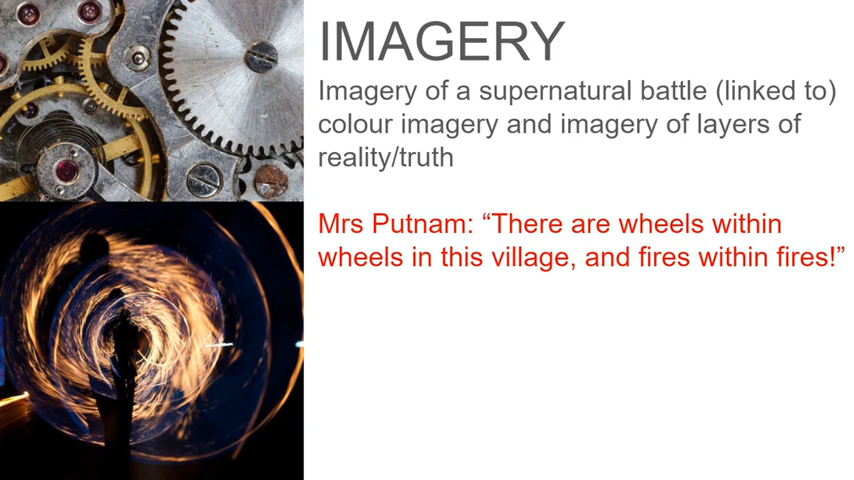 IMAGERY
Imagery of a supernatural battle (linked to)
colour imagery and imagery of layers of
reality/truth
Mrs Putnam: “There are wheels within
wheels in this village, and fires within fires!”